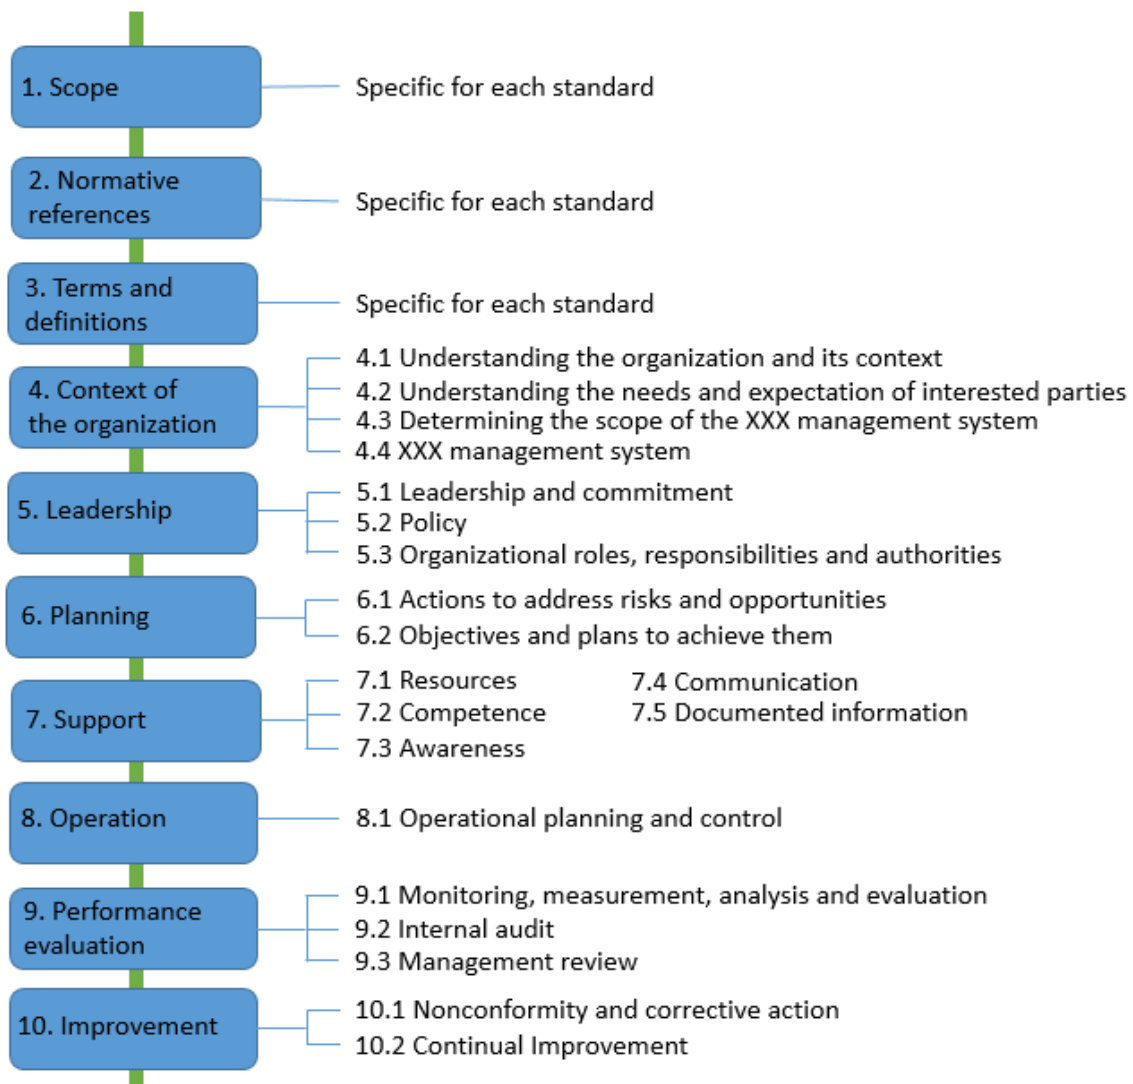 1. Scope
Specific for each standard
2. Normative
references
Specific for each standard
3. Terms and
definitions
Specific for each standard
4. Context of
the organization
4.1 Understanding the organization and its context
4.2 Understanding the needs and expectation of interested parties
4.3 Determining the scope of the XXX management system
4.4 XXX management system
5. Leadership
5.1 Leadership and commitment
5.2 Policy
5.3 Organizational roles, responsibilities and authorities
6. Planning
6.1 Actions to address risks and opportunities
6.2 Objectives and plans to achieve them
7. Support
7.1 Resources
7.2 Competence
7.3 Awareness
7.4 Communication
7.5 Documented information
8. Operation
8.1 Operational planning and control
9. Performance
evaluation
9.1 Monitoring, measurement, analysis and evaluation
9.2 Internal audit
9.3 Management review
10. Improvement
10.1 Nonconformity and corrective action
10.2 Continual Improvement